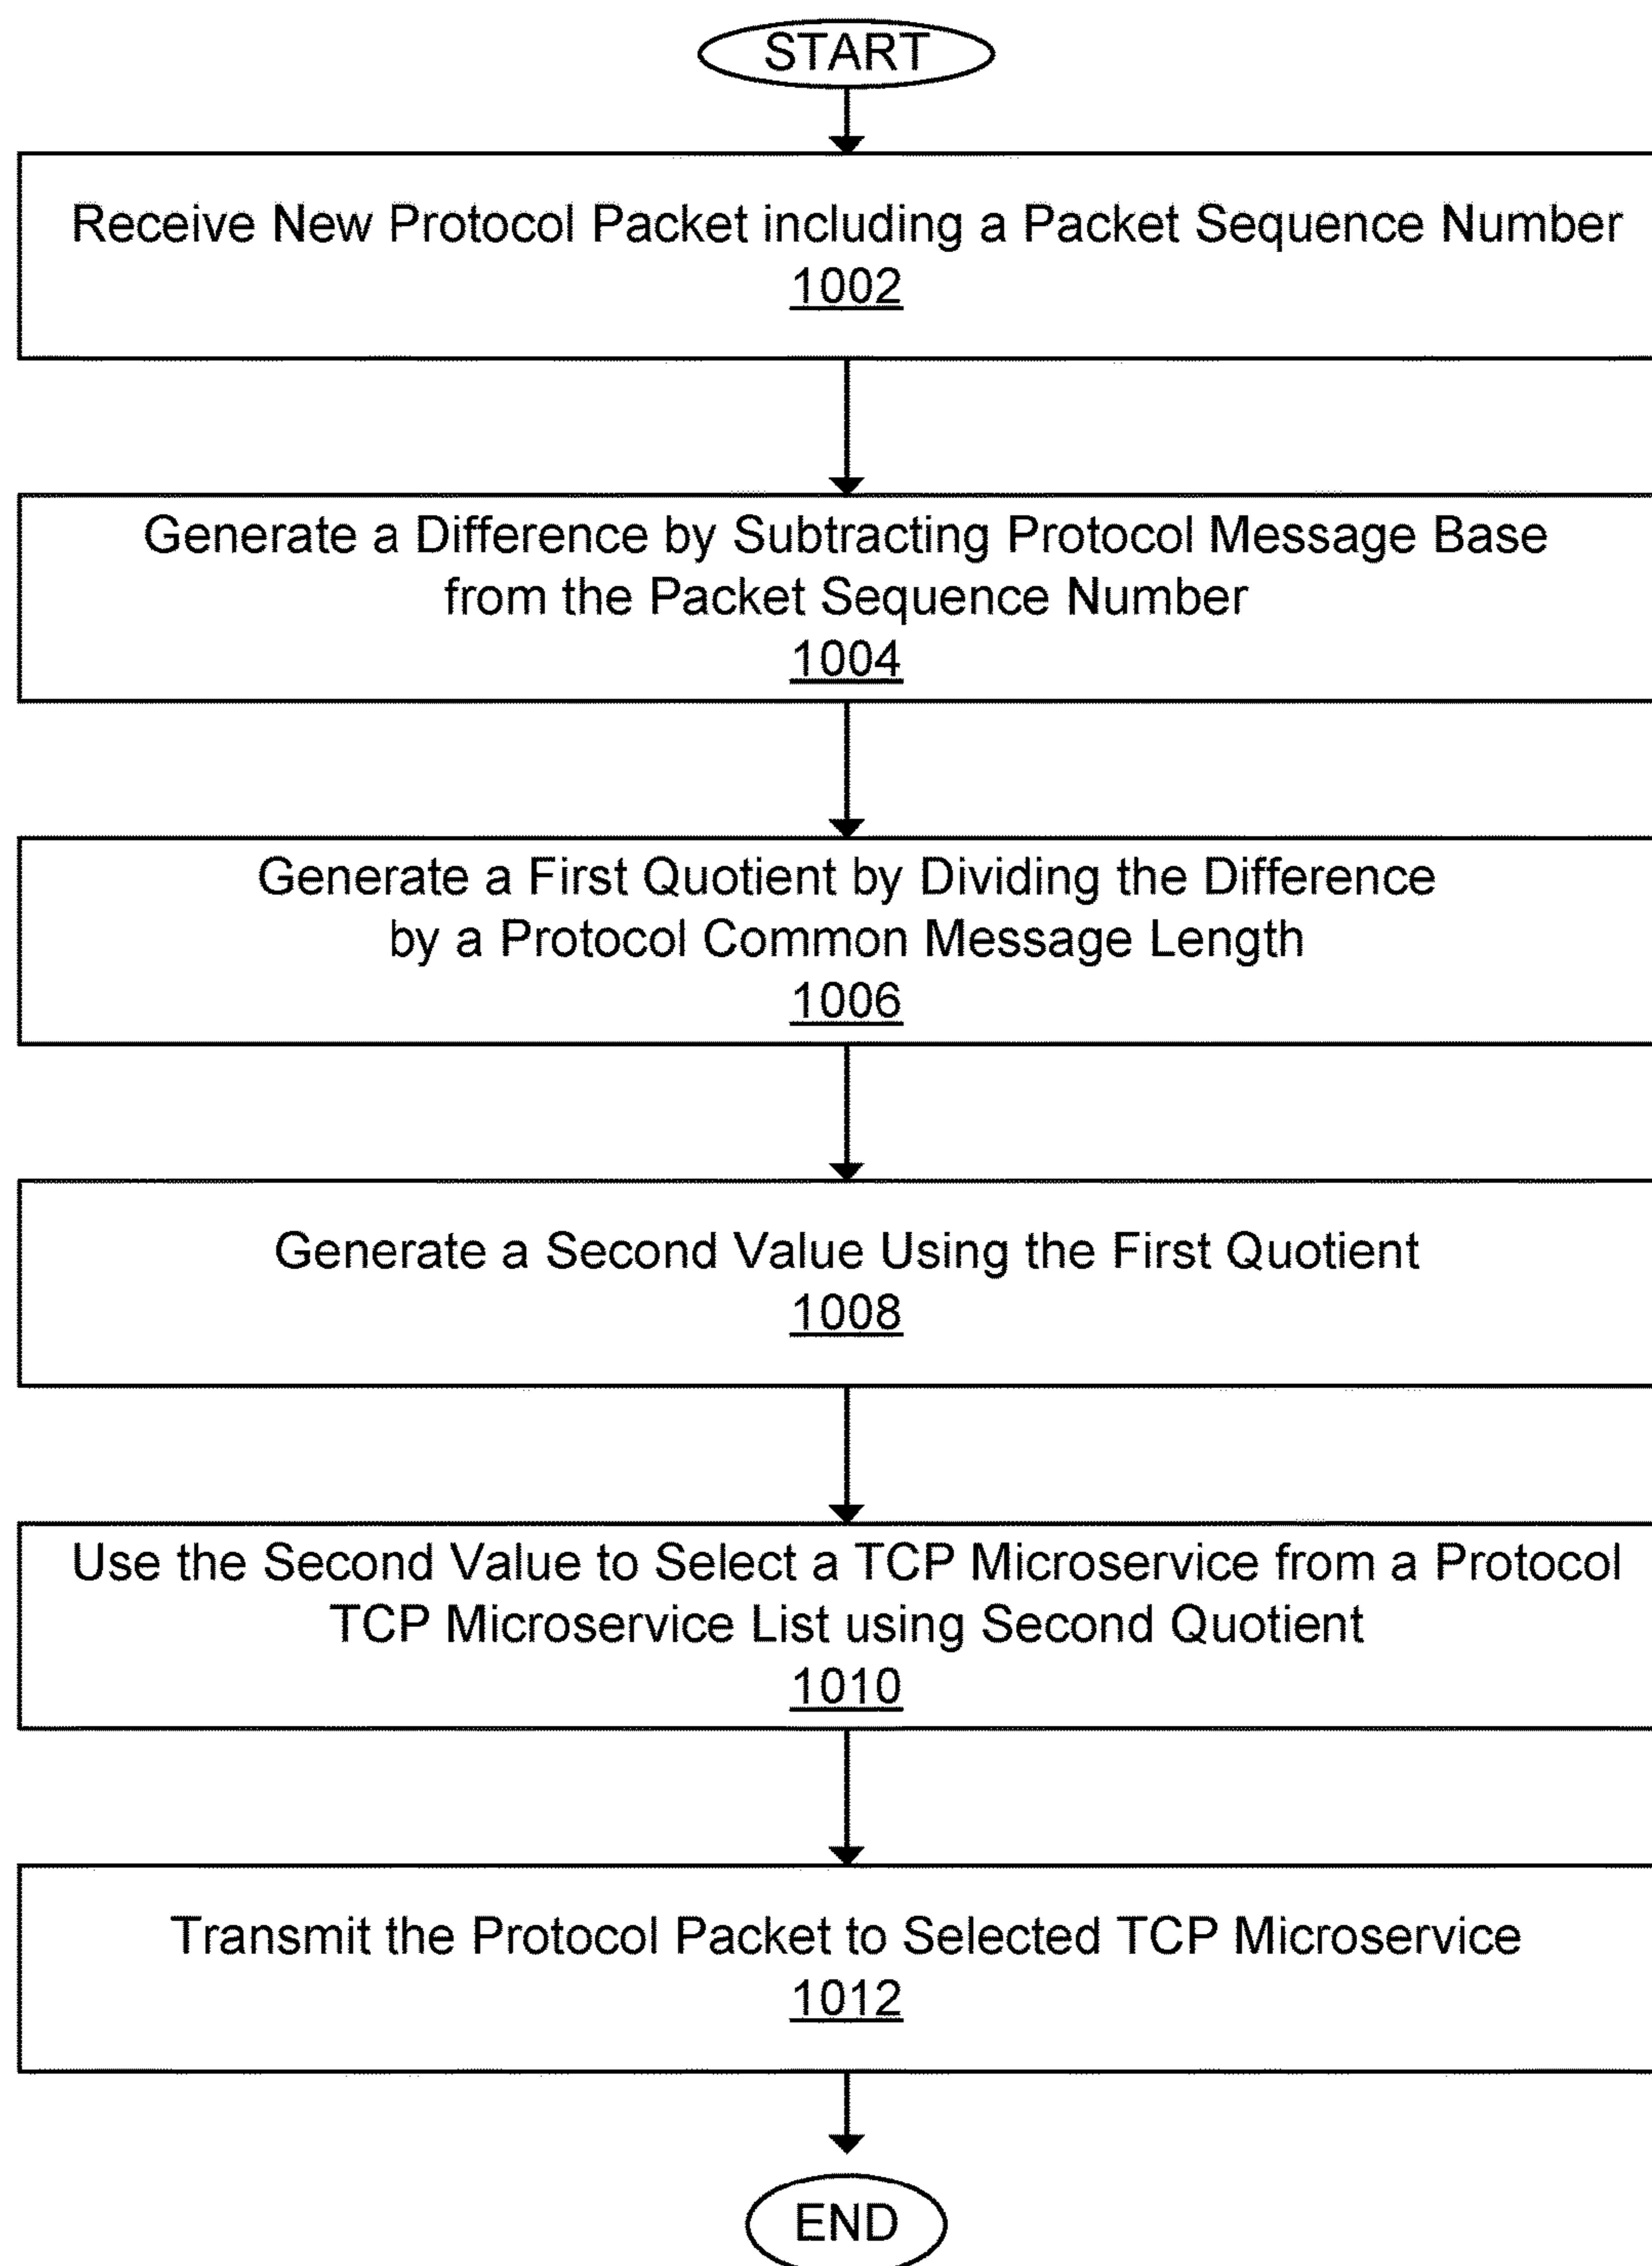 START
Receive New Protocol Packet including a Packet Sequence Number
1002
Generate a Difference by Subtracting Protocol Message Base
from the Packet Sequence Number
1004
Generate a First Quotient by Dividing the Difference
by a Protocol Common Message Length
1006
Generate a Second Value Using the First Quotient
1008
Use the Second Value to Select a TCP Microservice from a Protocol
TCP Microservice List using Second Quotient
1010
Transmit the Protocol Packet to Selected TCP Microservice
1012
END